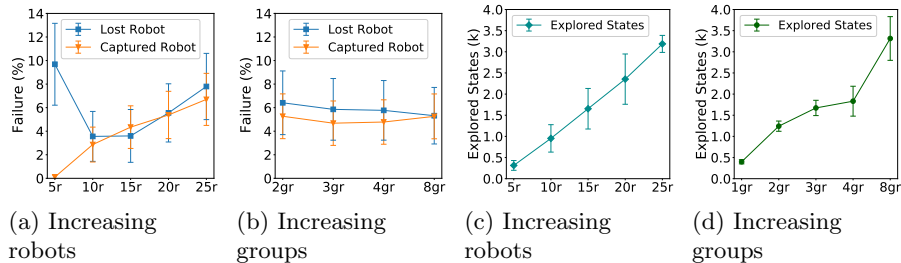 14
12
10
8
6
4
2
0
Failure (%)
Lost Robot
Captured Robot
5r 10r 15r 20r 25r
(a) Increasing
robots
14
12
10
8
6
4
2
0
Failure (%)
Lost Robot
Captured Robot
2gr 3gr 4gr 8gr
(b) Increasing
groups
4.0
3.5
3.0
2.5
2.0
1.5
1.0
0.5
0.0
Explored States (k)
Explored States
5r 10r 15r 20r 25r
(c) Increasing
robots
4.0
3.5
3.0
2.5
2.0
1.5
1.0
0.5
0.0
Explored States (k)
Explored States
1gr 2gr 3gr 4gr 8gr
(d) Increasing
groups